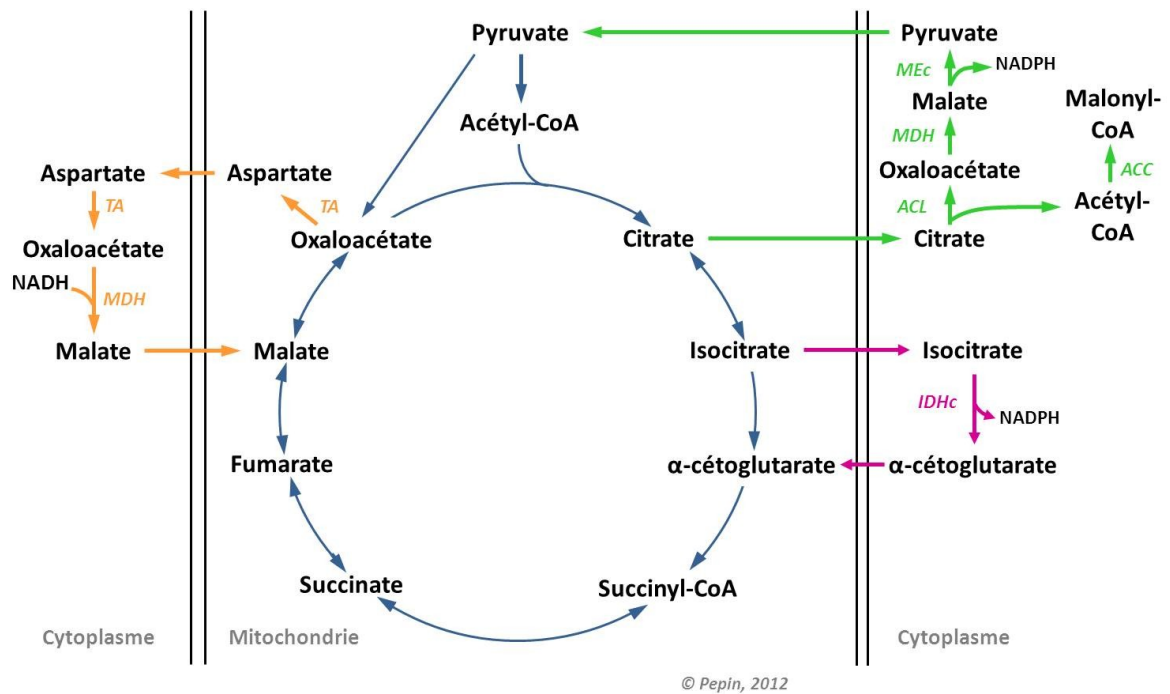 Pyruvate
Pyruvate
MEc
NADPH
Malate
Malonyl-
CoA
Acétyl-CoA
MDH
Aspartate
Aspartate
Oxaloacétate
ACC
TA
TA
ACL
Acétyl-
CoA
Oxaloacétate
Oxaloacétate
Citrate
Citrate
NADH
MDH
Malate
Malate
Isocitrate
Isocitrate
IDHc
NADPH
Fumarate
α-cétoglutarate
α-cétoglutarate
Succinate
Succinyl-CoA
Cytoplasme
Mitochondrie
Cytoplasme
© Pepin, 2012